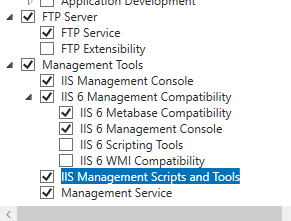 Application Development
FTP Server
FTP Service
FTP Extensibility
Management Tools
IIS Management Console
IIS 6 Management Compatibility
IIS 6 Metabase Compatibility
IIS 6 Management Console
IIS 6 Scripting Tools
IIS 6 WMI Compatibility
IIS Management Scripts and Tools
Management Service